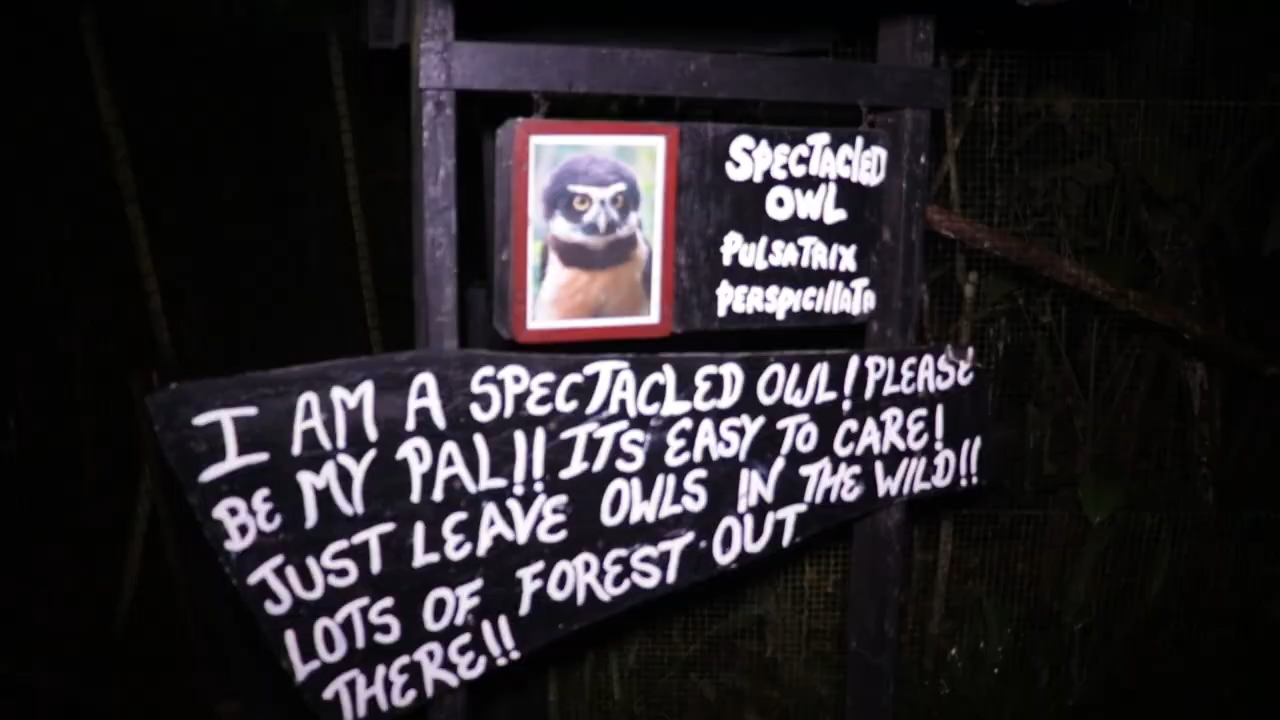 SPECTACLED
OWL
PULSATRIX
PERSPICILLATA
I AM A SPECTACLED OWL! PLEASE
BE MY PAL!! ITS EASY TO CARE!
JUST LEAVE OWLS IN THE WILD!!
LOTS OF FOREST OUT
THERE!!